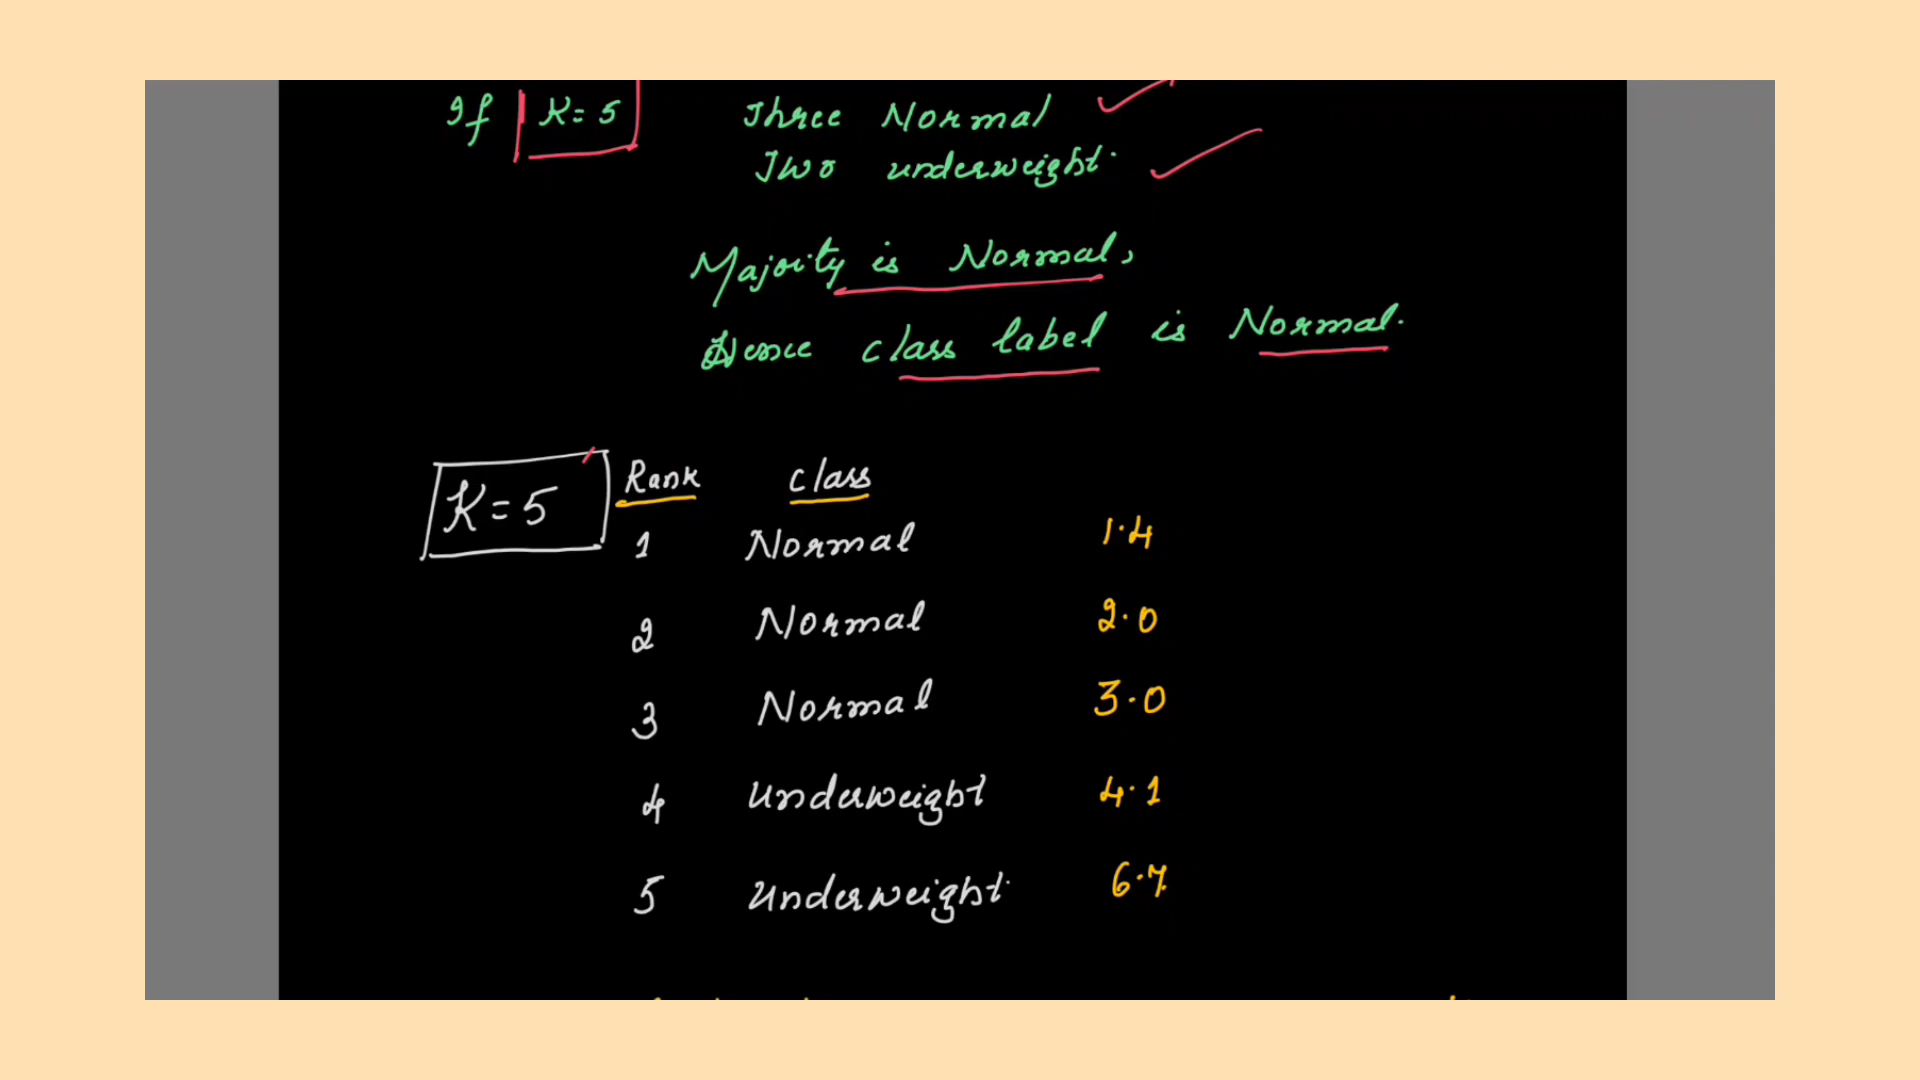 If K=5 Three Normal
Two underweight.
Majority is Normal,
Hence class label is Normal.
K=5 Rank class
1 Normal 1.4
2 Normal 2.0
3 Normal 3.0
4 Underweight 4.1
5 Underweight. 6.7